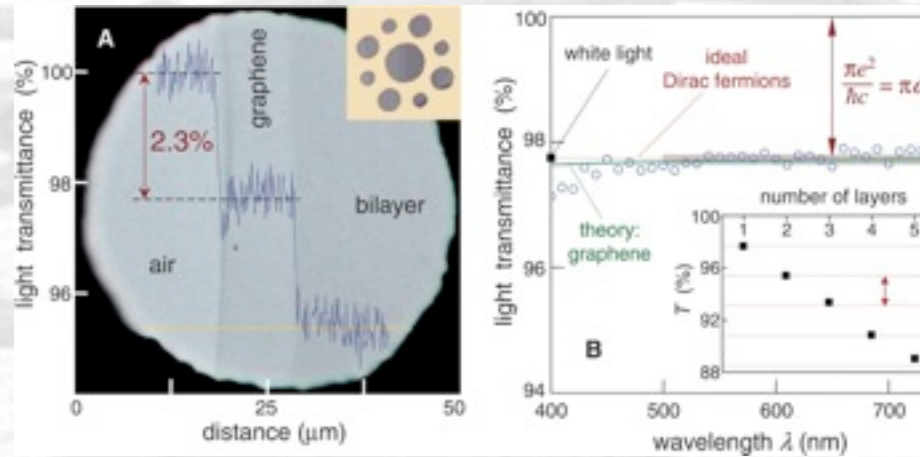 A
light transmittance (%)
100
98
96
2.3%
air
graphene
bilayer
25
50
distance (μm)
B
light transmittance (%)
100
98
96
94
white light
ideal
Dirac fermions
πe²
ħc
= πα
theory:
graphene
number of layers
1 2 3 4 5
T (%)
100
96
92
88
400
500
600
700
wavelength λ (nm)